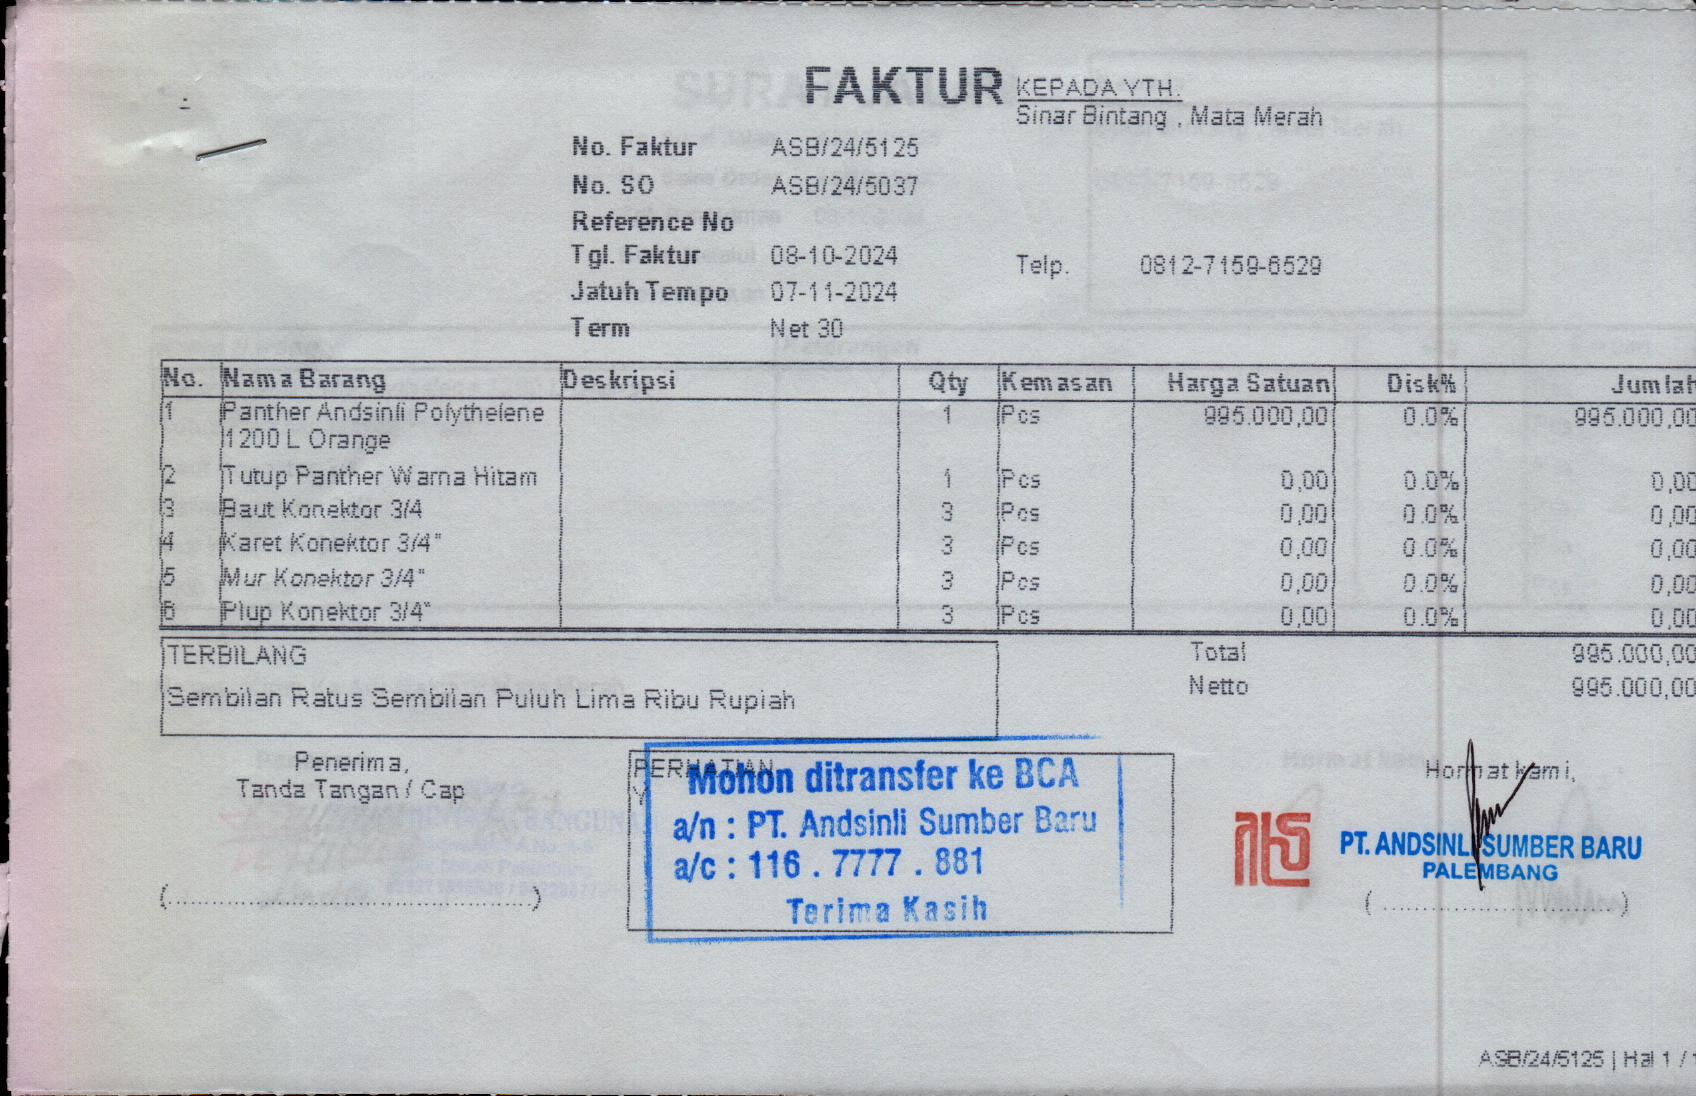 FAKTUR
KEPADA YTH.
Sinar Bintang , Mata Merah
No. Faktur ASB/24/5125
No. SO ASB/24/5037
Reference No
Tgl. Faktur 08-10-2024
Telp. 0812-7159-6529
Jatuh Tempo 07-11-2024
Term Net 30
No. Nama Barang Deskripsi Qty Kemasan Harga Satuan Disk% Jumlah
1 Panther Andsinli Polythelene 1 Pcs 995.000,00 0.0% 995.000,00
1200 L Orange
2 Tutup Panther Warna Hitam 1 Pcs 0,00 0.0% 0,00
3 Baut Konektor 3/4 3 Pcs 0,00 0.0% 0,00
4 Karet Konektor 3/4" 3 Pcs 0,00 0.0% 0,00
5 Mur Konektor 3/4" 3 Pcs 0,00 0.0% 0,00
6 Plup Konektor 3/4" 3 Pcs 0,00 0.0% 0,00
TERBILANG
Sembilan Ratus Sembilan Puluh Lima Ribu Rupiah
Total 995.000,00
Netto 995.000,00
Penerima,
Tanda Tangan / Cap
(..........................................)
PERHATIAN
Mohon ditransfer ke BCA
a/n : PT. Andsinli Sumber Baru
a/c : 116 . 7777 . 881
Terima Kasih
Hormat kami,
PT. ANDSINLI SUMBER BARU
PALEMBANG
(..........................................)
ASB/24/5125 | Hal 1 / 1